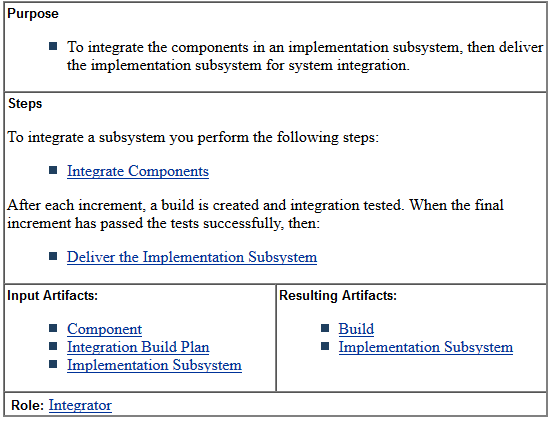 Purpose
To integrate the components in an implementation subsystem, then deliver
the implementation subsystem for system integration.
Steps
To integrate a subsystem you perform the following steps:
Integrate Components
After each increment, a build is created and integration tested. When the final
increment has passed the tests successfully, then:
Deliver the Implementation Subsystem
Input Artifacts:
Component
Integration Build Plan
Implementation Subsystem
Resulting Artifacts:
Build
Implementation Subsystem
Role: Integrator